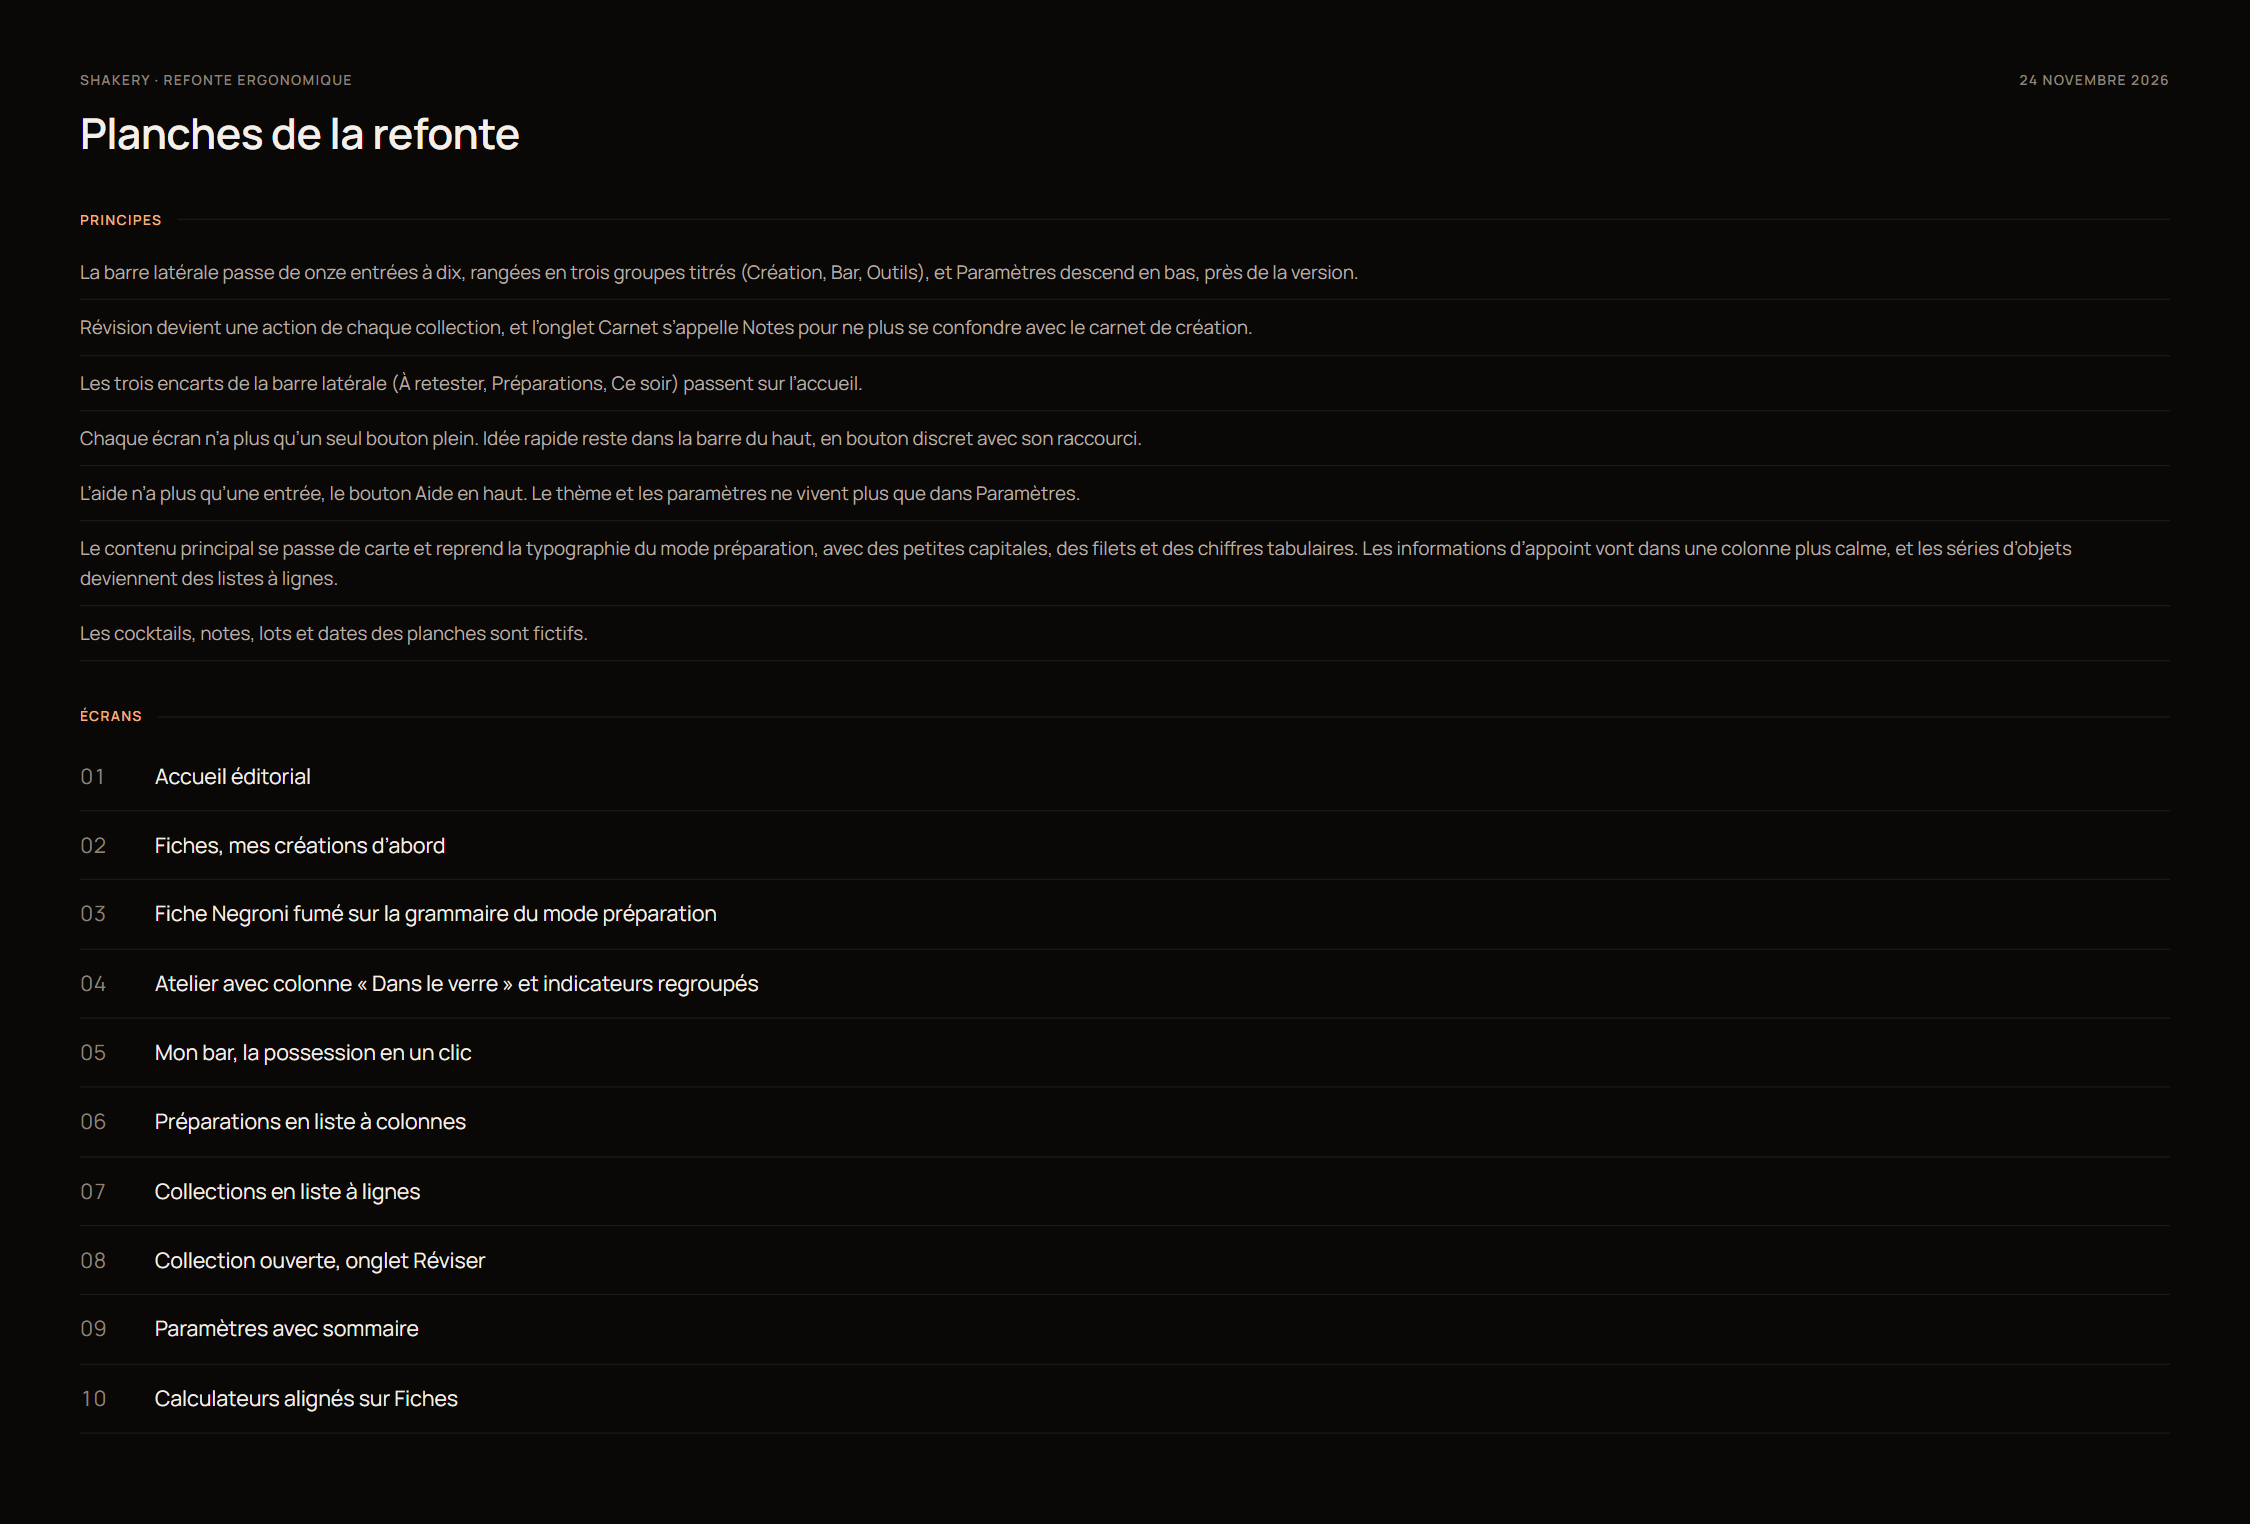 SHAKERY · REFONTE ERGONOMIQUE
24 NOVEMBRE 2026
Planches de la refonte
PRINCIPES
La barre latérale passe de onze entrées à dix, rangées en trois groupes titrés (Création, Bar, Outils), et Paramètres descend en bas, près de la version.
Révision devient une action de chaque collection, et l’onglet Carnet s’appelle Notes pour ne plus se confondre avec le carnet de création.
Les trois encarts de la barre latérale (À retester, Préparations, Ce soir) passent sur l’accueil.
Chaque écran n’a plus qu’un seul bouton plein. Idée rapide reste dans la barre du haut, en bouton discret avec son raccourci.
L’aide n’a plus qu’une entrée, le bouton Aide en haut. Le thème et les paramètres ne vivent plus que dans Paramètres.
Le contenu principal se passe de carte et reprend la typographie du mode préparation, avec des petites capitales, des filets et des chiffres tabulaires. Les informations d’appoint vont dans une colonne plus calme, et les séries d’objets
deviennent des listes à lignes.
Les cocktails, notes, lots et dates des planches sont fictifs.
ÉCRANS
01 Accueil éditorial
02 Fiches, mes créations d’abord
03 Fiche Negroni fumé sur la grammaire du mode préparation
04 Atelier avec colonne « Dans le verre » et indicateurs regroupés
05 Mon bar, la possession en un clic
06 Préparations en liste à colonnes
07 Collections en liste à lignes
08 Collection ouverte, onglet Réviser
09 Paramètres avec sommaire
10 Calculateurs alignés sur Fiches